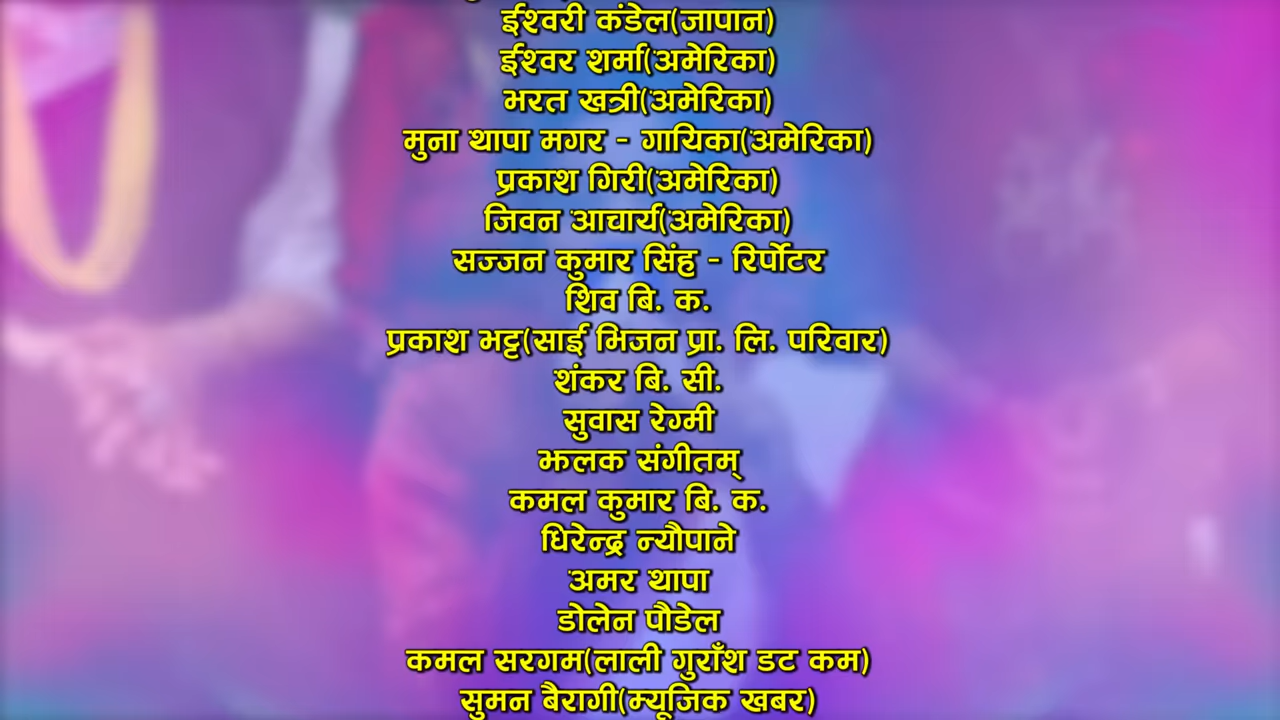 ईश्वरी कंडेल(जापान)
ईश्वर शर्मा(अमेरिका)
भरत खत्री(अमेरिका)
मुना थापा मगर - गायिका(अमेरिका)
प्रकाश गिरी(अमेरिका)
जिवन आचार्य(अमेरिका)
सज्जन कुमार सिंह - रिर्पोटर
शिव बि. क.
प्रकाश भट्ट(साई भिजन प्रा. लि. परिवार)
शंकर बि. सी.
सुवास रेग्मी
झलक संगीतम्
कमल कुमार बि. क.
धिरेन्द्र न्यौपाने
अमर थापा
डोलेन पौडेल
कमल सरगम(लाली गुराँश डट कम)
सुमन बैरागी(म्यूजिक खबर)